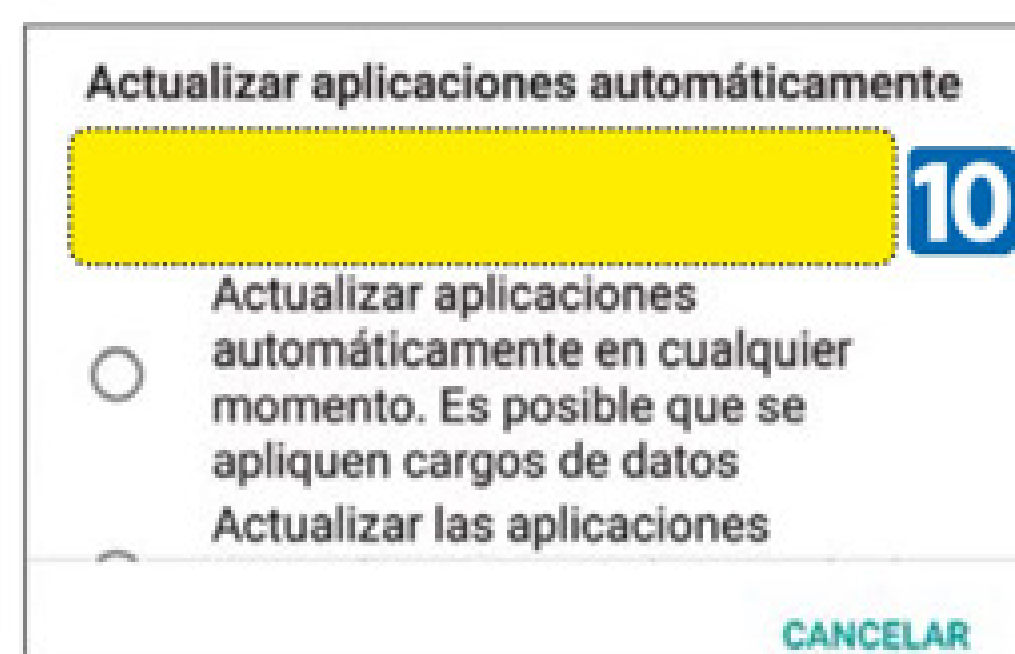 Actualizar aplicaciones automáticamente
10
Actualizar aplicaciones
automáticamente en cualquier
momento. Es posible que se
apliquen cargos de datos
Actualizar las aplicaciones
CANCELAR